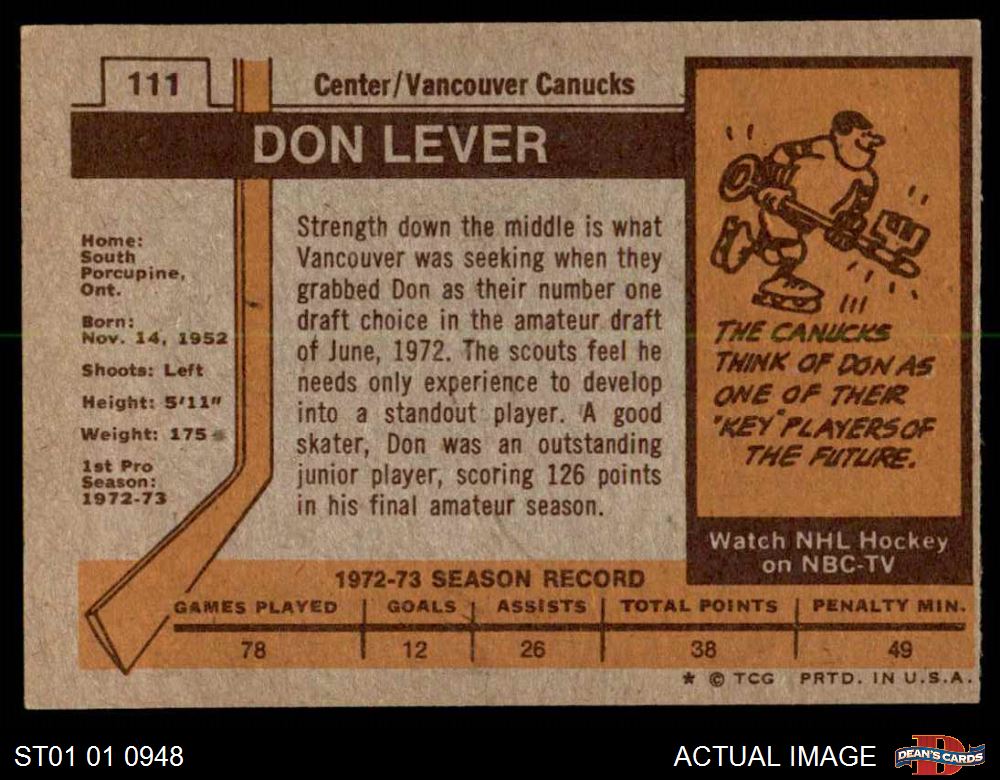 111
Center/Vancouver Canucks
DON LEVER
Home:
South
Porcupine,
Ont.
Born:
Nov. 14, 1952
Shoots: Left
Height: 5'11"
Weight: 175
1st Pro
Season:
1972-73
Strength down the middle is what
Vancouver was seeking when they
grabbed Don as their number one
draft choice in the amateur draft
of June, 1972. The scouts feel he
needs only experience to develop
into a standout player. A good
skater, Don was an outstanding
junior player, scoring 126 points
in his final amateur season.
THE CANUCKS
THINK OF DON AS
ONE OF THEIR
"KEY" PLAYERS OF
THE FUTURE.
Watch NHL Hockey
on NBC-TV
1972-73 SEASON RECORD
GAMES PLAYED GOALS ASSISTS TOTAL POINTS PENALTY MIN.
78 12 26 38 49
* © TCG PRTD. IN U.S.A.
ST01 01 0948
ACTUAL IMAGE
D
DEAN'S CARDS